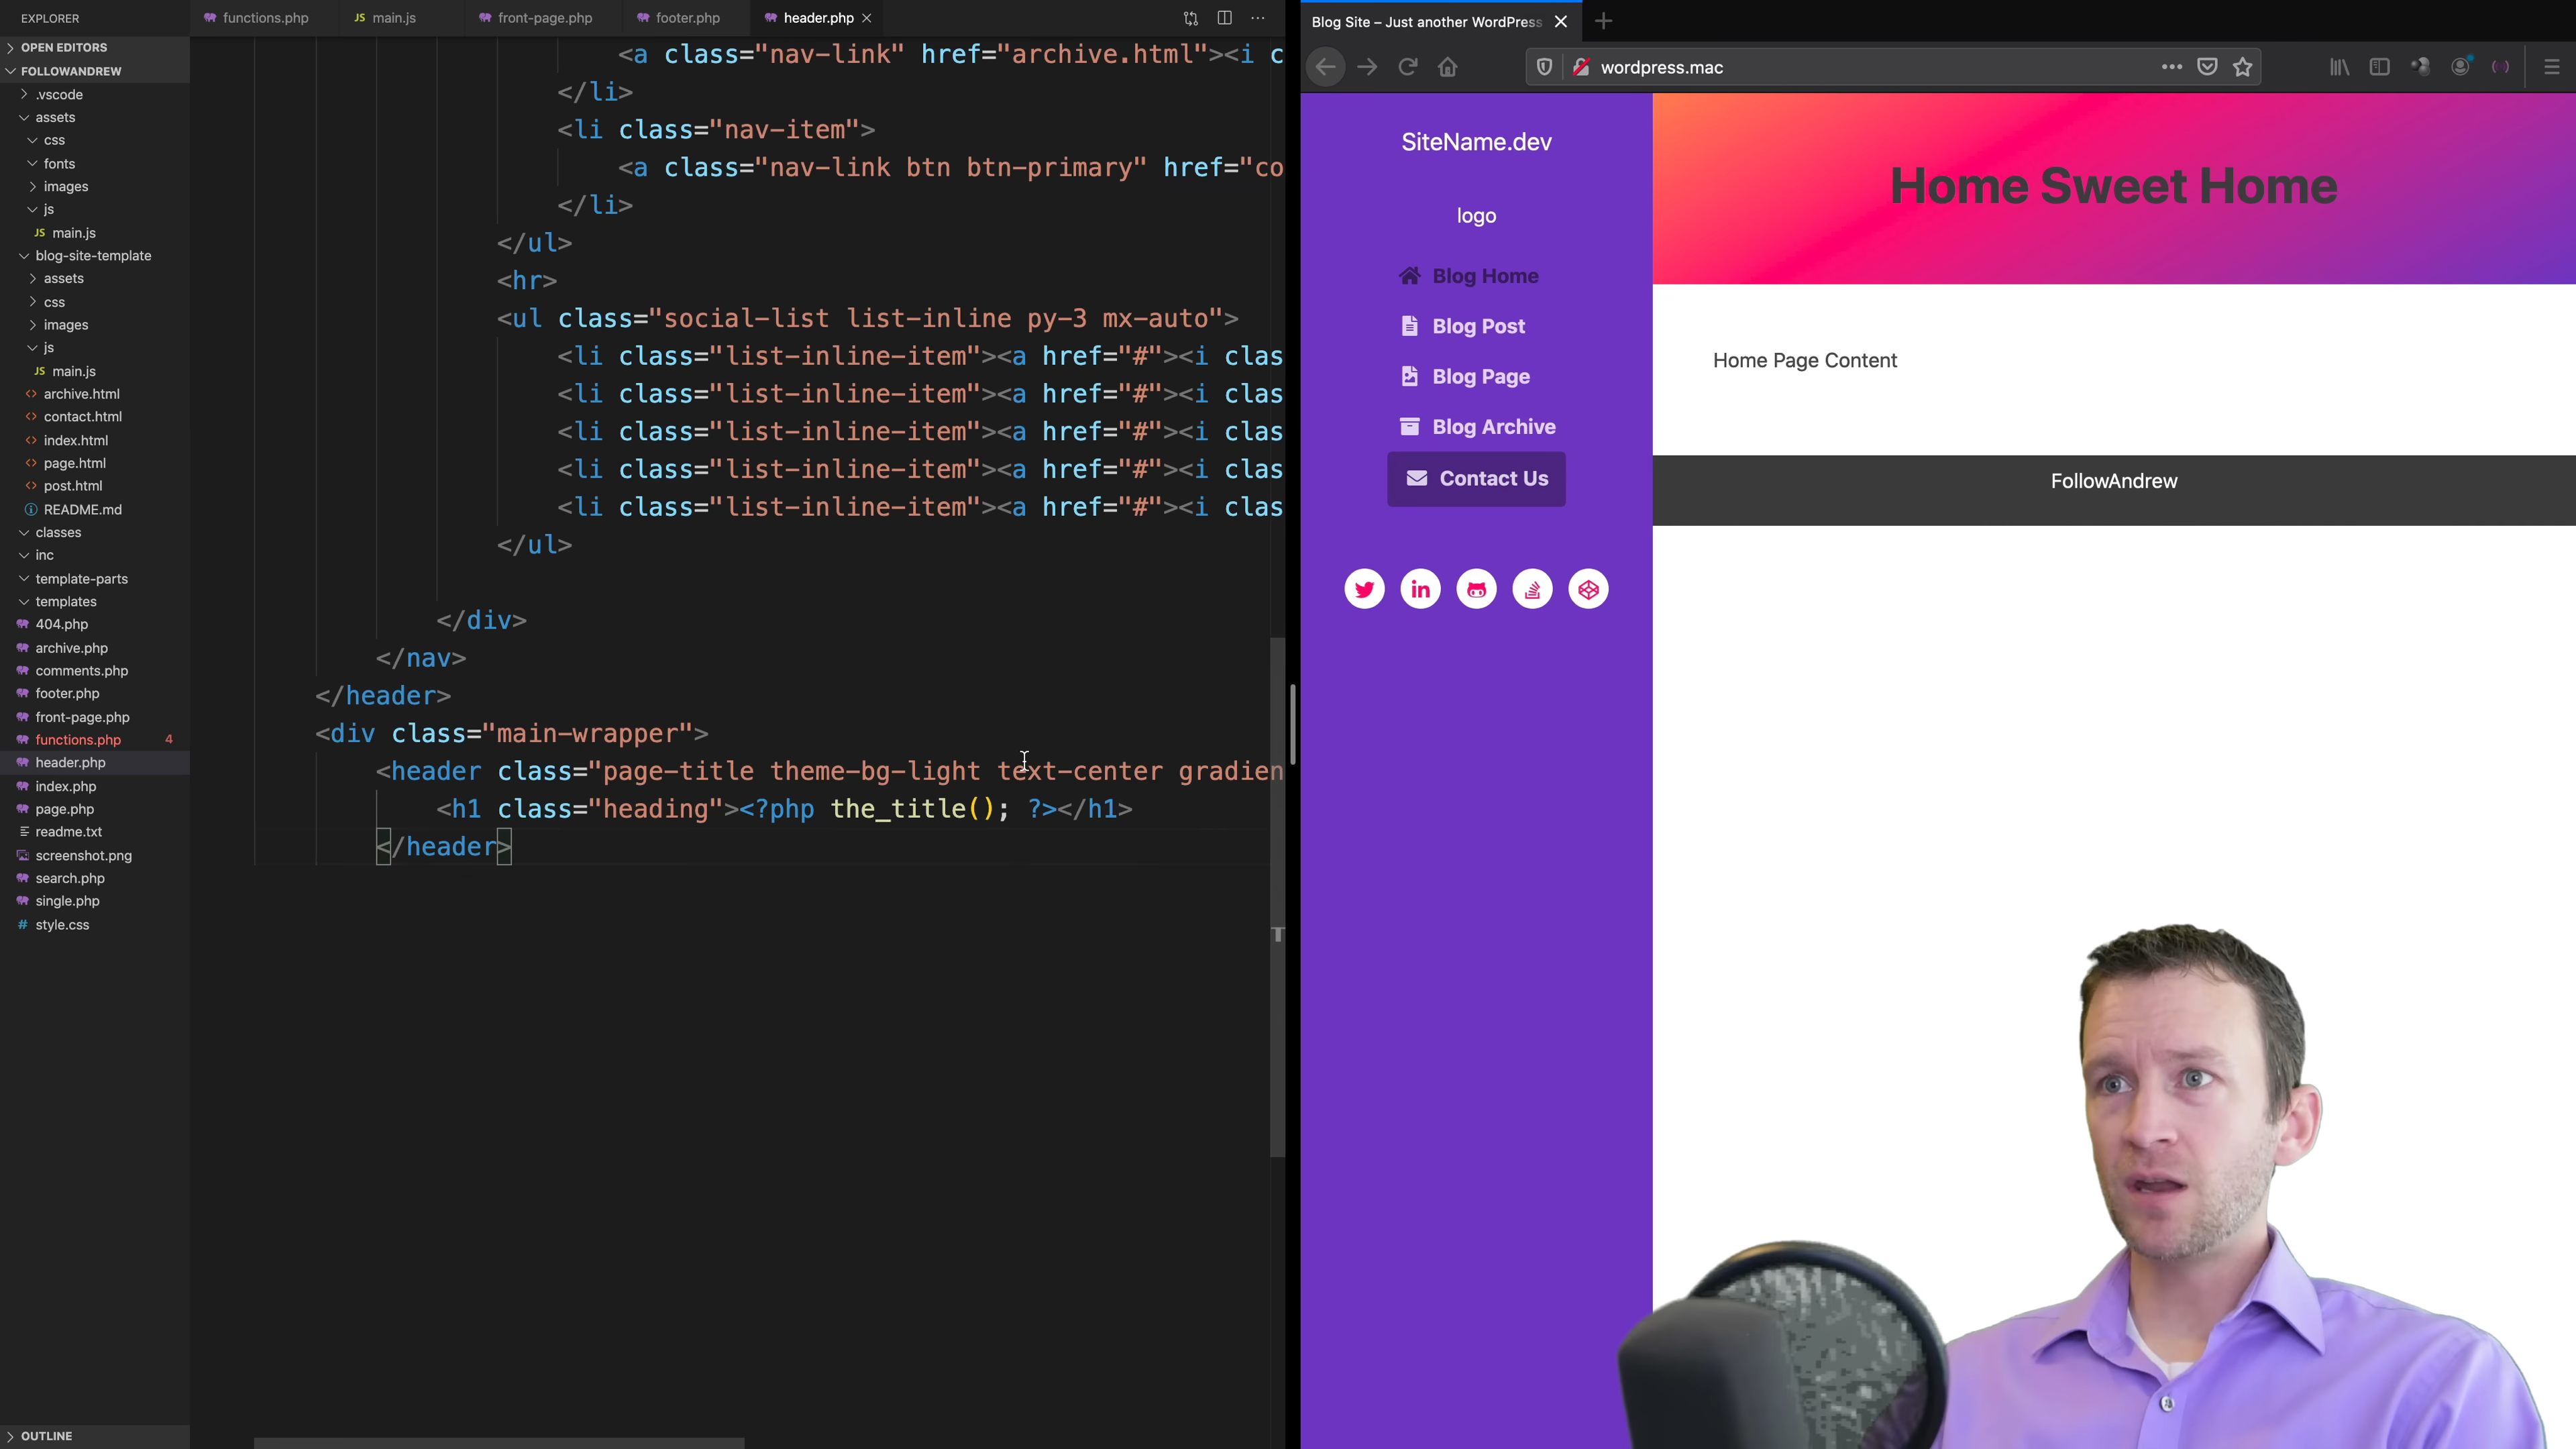 EXPLORER
OPEN EDITORS
FOLLOWANDREW
.vscode
assets
css
fonts
images
js
JS main.js
blog-site-template
assets
css
images
js
JS main.js
archive.html
contact.html
index.html
page.html
post.html
README.md
classes
inc
template-parts
templates
404.php
archive.php
comments.php
footer.php
front-page.php
functions.php 4
header.php
index.php
page.php
readme.txt
screenshot.png
search.php
single.php
# style.css
OUTLINE
functions.php JS main.js front-page.php footer.php header.php
<a class="nav-link" href="archive.html"><i c
</li>
<li class="nav-item">
<a class="nav-link btn btn-primary" href="co
</li>
</ul>
<hr>
<ul class="social-list list-inline py-3 mx-auto">
<li class="list-inline-item"><a href="#"><i clas
<li class="list-inline-item"><a href="#"><i clas
<li class="list-inline-item"><a href="#"><i clas
<li class="list-inline-item"><a href="#"><i clas
<li class="list-inline-item"><a href="#"><i clas
</ul>
</div>
</nav>
</header>
<div class="main-wrapper">
<header class="page-title theme-bg-light text-center gradien
<h1 class="heading"><?php the_title(); ?></h1>
</header>
Blog Site – Just another WordPress
wordpress.mac
SiteName.dev
logo
Blog Home
Blog Post
Blog Page
Blog Archive
Contact Us
in
Home Sweet Home
Home Page Content
FollowAndrew